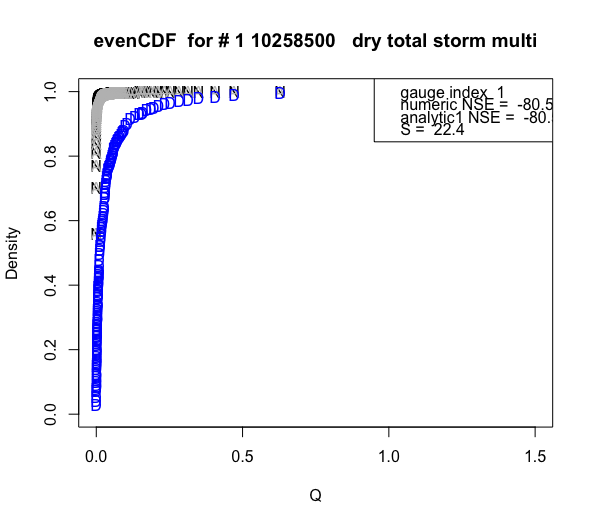 evenCDF for # 1 10258500 dry total storm multi
gauge index 1
numeric NSE = -80.5
analytic1 NSE = -80.
S = 22.4
Density
0.0 0.2 0.4 0.6 0.8 1.0
0.0 0.5 1.0 1.5
Q